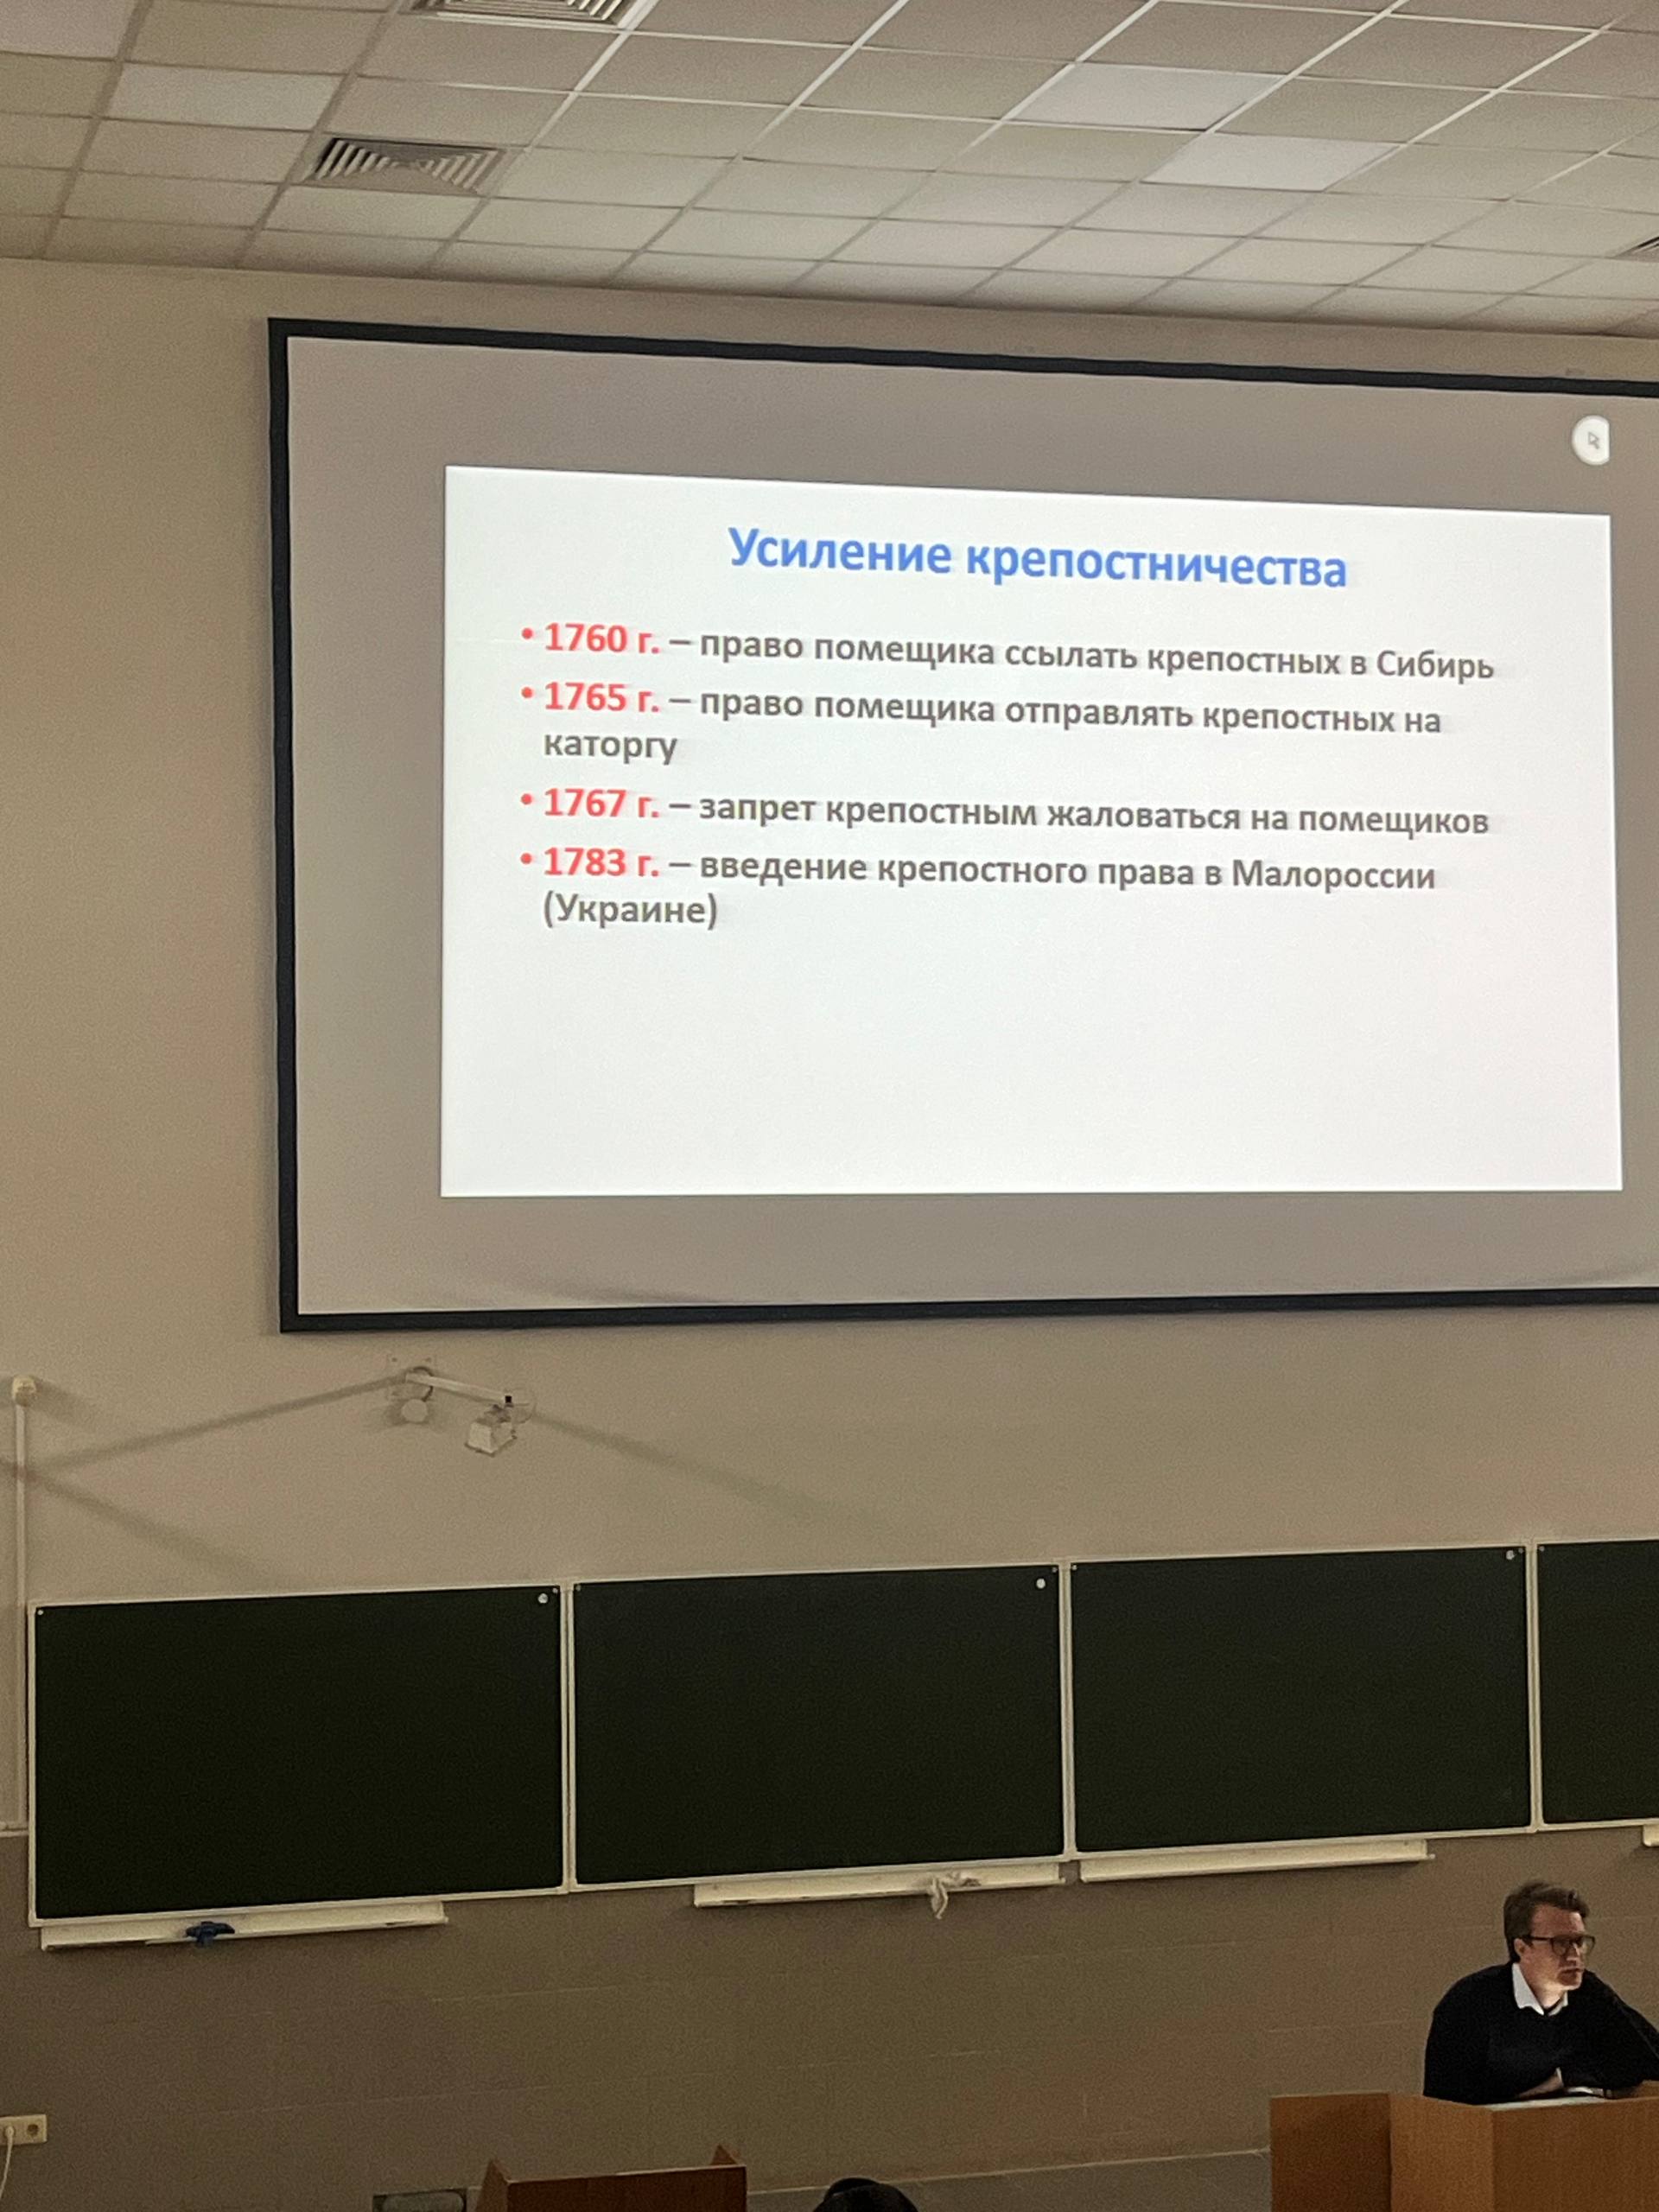 Усиление крепостничества
• 1760 г. – право помещика ссылать крепостных в Сибирь
• 1765 г. – право помещика отправлять крепостных на
каторгу
• 1767 г. – запрет крепостным жаловаться на помещиков
• 1783 г. – введение крепостного права в Малороссии
(Украине)